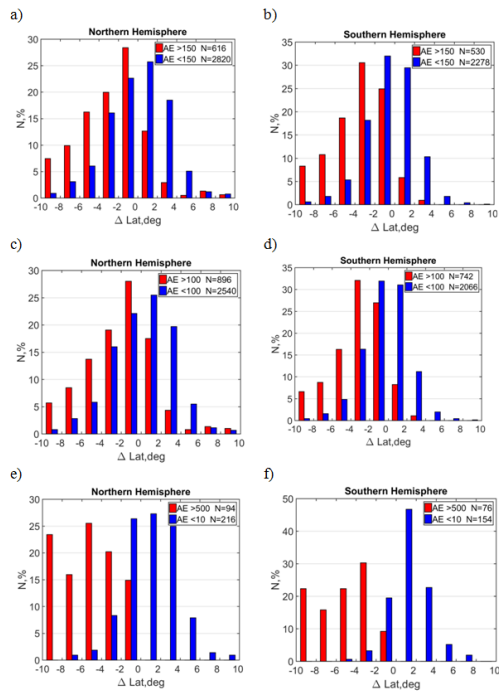 a)
Northern Hemisphere
AE >150 N=616
AE <150 N=2820
N,%
30
25
20
15
10
5
0
-10 -8 -6 -4 -2 0 2 4 6 8 10
Δ Lat,deg
b)
Southern Hemisphere
AE >150 N=530
AE <150 N=2278
N,%
35
30
25
20
15
10
5
0
-10 -8 -6 -4 -2 0 2 4 6 8 10
Δ Lat,deg
c)
Northern Hemisphere
AE >100 N=896
AE <100 N=2540
N,%
30
25
20
15
10
5
0
-10 -8 -6 -4 -2 0 2 4 6 8 10
Δ Lat,deg
d)
Southern Hemisphere
AE >100 N=742
AE <100 N=2066
N,%
35
30
25
20
15
10
5
0
-10 -8 -6 -4 -2 0 2 4 6 8 10
Δ Lat,deg
e)
Northern Hemisphere
AE >500 N=94
AE <10 N=216
N,%
30
25
20
15
10
5
0
-10 -8 -6 -4 -2 0 2 4 6 8 10
Δ Lat,deg
f)
Southern Hemisphere
AE >500 N=76
AE <10 N=154
N,%
50
40
30
20
10
0
-10 -8 -6 -4 -2 0 2 4 6 8 10
Δ Lat,deg